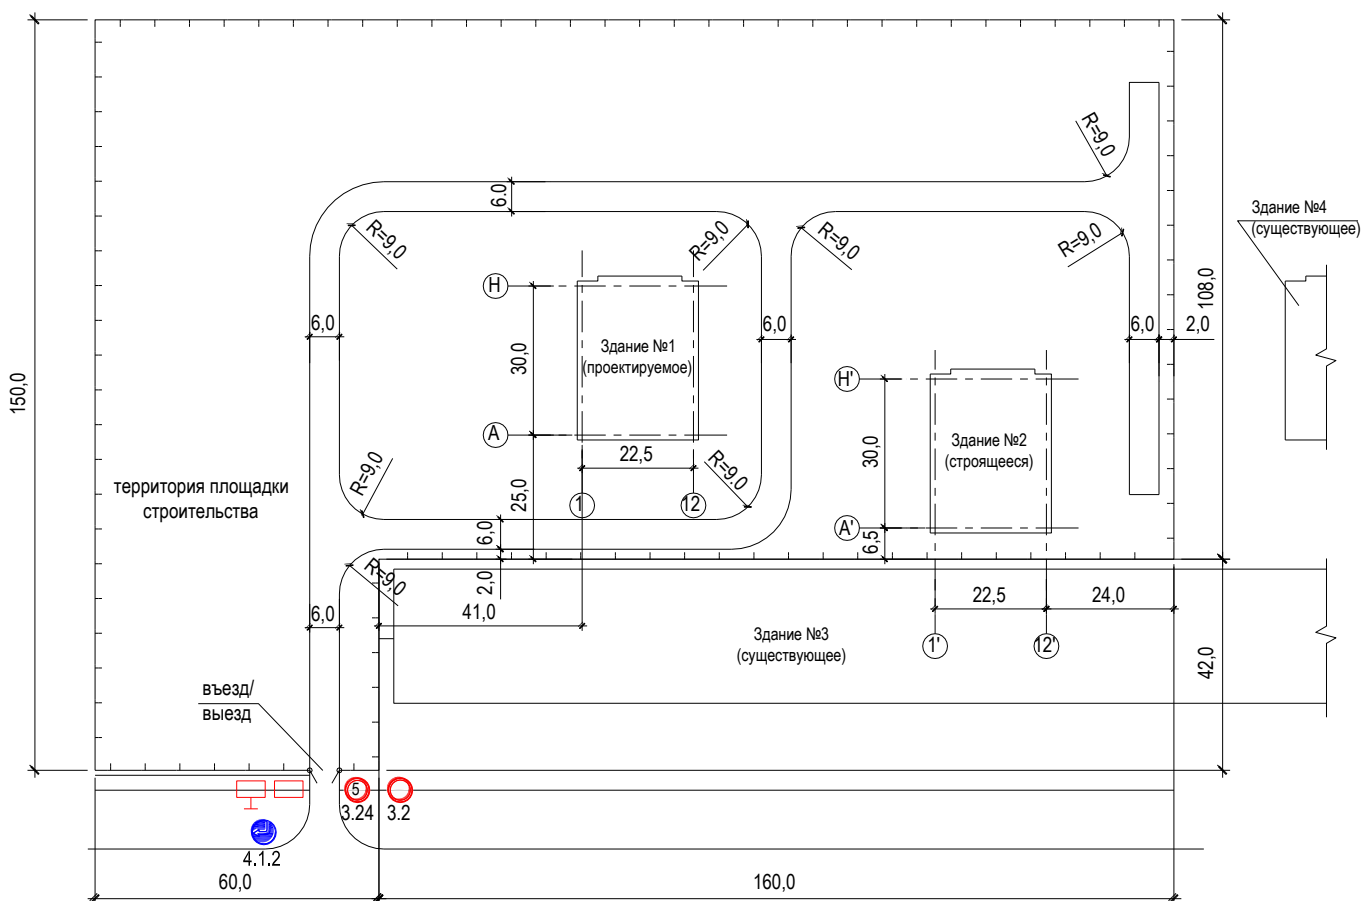 R=9,0
Здание №4
(существующее)
6.0
R=9,0
R=9,0
R=9,0
R=9,0
Н
108,0
6,0
6,0
6,0
2,0
Здание №1
(проектируемое)
30,0
150,0
Н'
А
Здание №2
(строящееся)
30,0
22,5
R=9,0
R=9.0
территория площадки
строительства
25,0
1
12
А'
6,0
6,5
2,0
R=9,0
6,0
41,0
22,5
24,0
Здание №3
(существующее)
1'
12'
42,0
въезд/
выезд
5
3.24
3.2
4.1.2
60,0
160,0